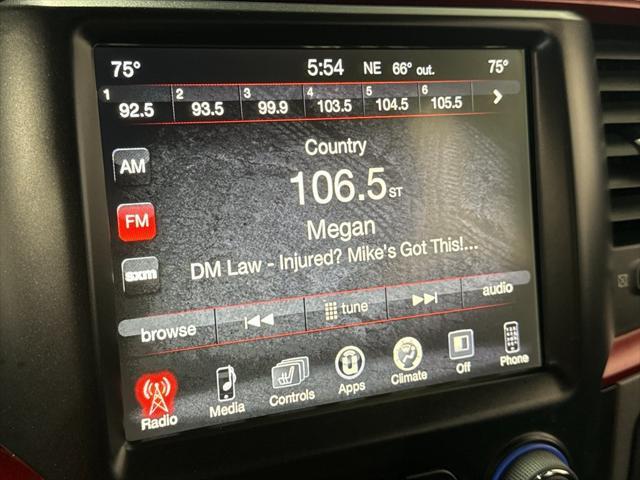 75° 5:54 NE 66° out. 75°
1 92.5 2 93.5 3 99.9 4 103.5 5 104.5 6 105.5
Country
AM
106.5 ST
FM
Megan
DM Law - Injured? Mike's Got This!...
sxm
browse tune audio
Radio Media Controls Apps Climate Off Phone